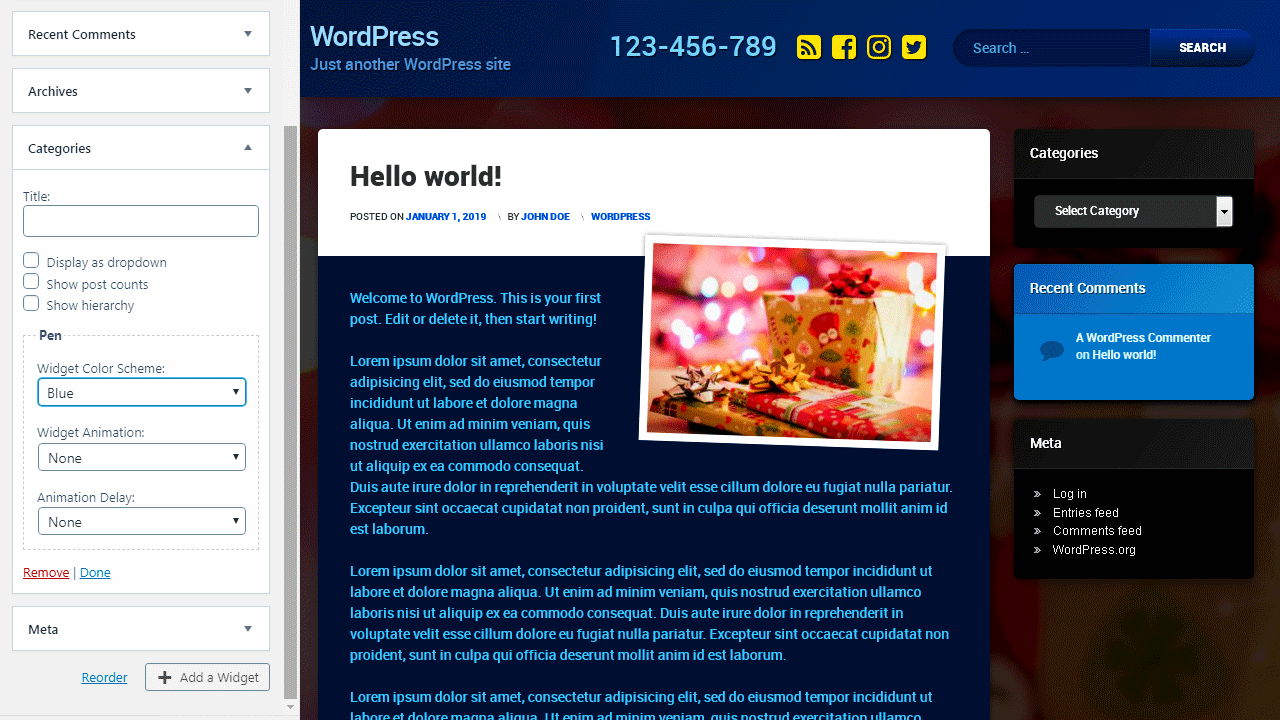 Recent Comments
Archives
Categories
Title:
Display as dropdown
Show post counts
Show hierarchy
Pen
Widget Color Scheme:
Blue
Widget Animation:
None
Animation Delay:
None
Remove | Done
Meta
Reorder
Add a Widget
WordPress
Just another WordPress site
123-456-789
Search ...
SEARCH
Hello world!
POSTED ON JANUARY 1, 2019 \ BY JOHN DOE \ WORDPRESS
Welcome to WordPress. This is your first
post. Edit or delete it, then start writing!
Lorem ipsum dolor sit amet, consectetur
adipisicing elit, sed do eiusmod tempor
incididunt ut labore et dolore magna
aliqua. Ut enim ad minim veniam, quis
nostrud exercitation ullamco laboris nisi
ut aliquip ex ea commodo consequat.
Duis aute irure dolor in reprehenderit in voluptate velit esse cillum dolore eu fugiat nulla pariatur.
Excepteur sint occaecat cupidatat non proident, sunt in culpa qui officia deserunt mollit anim id
est laborum.
Lorem ipsum dolor sit amet, consectetur adipisicing elit, sed do eiusmod tempor incididunt ut
labore et dolore magna aliqua. Ut enim ad minim veniam, quis nostrud exercitation ullamco
laboris nisi ut aliquip ex ea commodo consequat. Duis aute irure dolor in reprehenderit in
voluptate velit esse cillum dolore eu fugiat nulla pariatur. Excepteur sint occaecat cupidatat non
proident, sunt in culpa qui officia deserunt mollit anim id est laborum.
Lorem ipsum dolor sit amet, consectetur adipisicing elit, sed do eiusmod tempor incididunt ut
labore et dolore magna aliqua. Ut enim ad minim veniam, quis nostrud exercitation ullamco
Categories
Select Category
Recent Comments
A WordPress Commenter
on Hello world!
Meta
Log in
Entries feed
Comments feed
WordPress.org